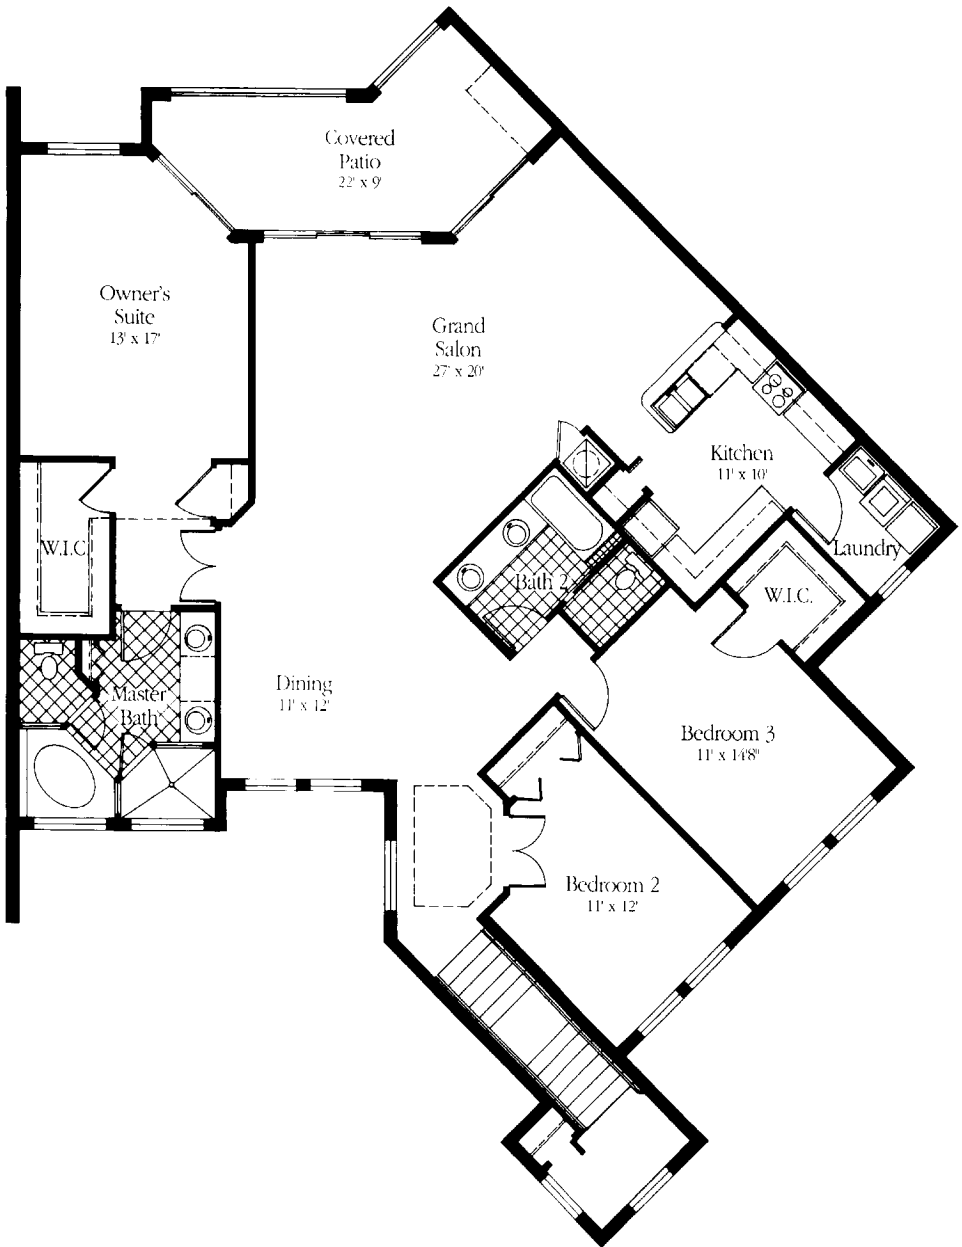 Covered
Patio
22' x 9'
Owner's
Suite
13' x 17'
Grand
Salon
27' x 20'
Kitchen
11' x 10'
W.I.C.
Laundry
Bath 2
W.I.C.
Master
Bath
Dining
11' x 12'
Bedroom 3
11' x 14'8"
Bedroom 2
11' x 12'